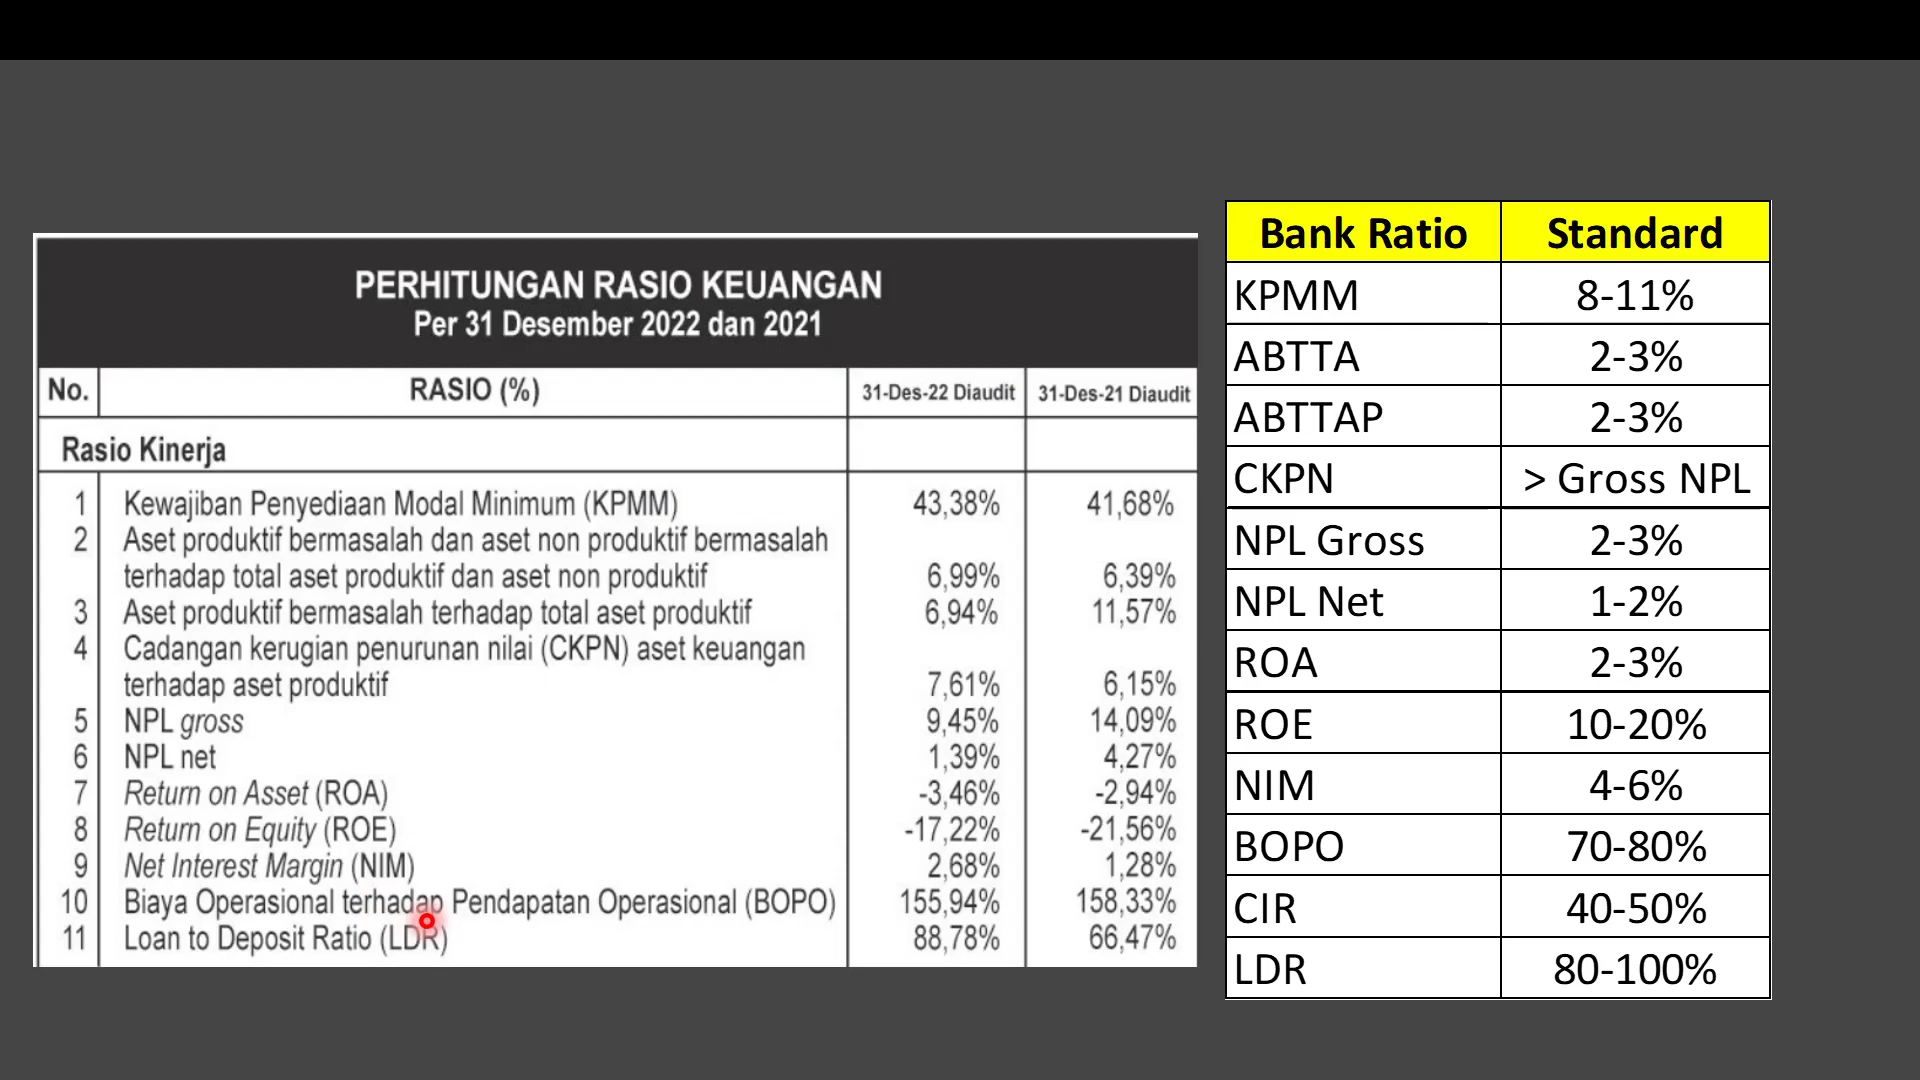 PERHITUNGAN RASIO KEUANGAN
Per 31 Desember 2022 dan 2021
No. RASIO (%) 31-Des-22 Diaudit 31-Des-21 Diaudit
Rasio Kinerja
1 Kewajiban Penyediaan Modal Minimum (KPMM) 43,38% 41,68%
2 Aset produktif bermasalah dan aset non produktif bermasalah
terhadap total aset produktif dan aset non produktif 6,99% 6,39%
3 Aset produktif bermasalah terhadap total aset produktif 6,94% 11,57%
4 Cadangan kerugian penurunan nilai (CKPN) aset keuangan
terhadap aset produktif 7,61% 6,15%
5 NPL gross 9,45% 14,09%
6 NPL net 1,39% 4,27%
7 Return on Asset (ROA) -3,46% -2,94%
8 Return on Equity (ROE) -17,22% -21,56%
9 Net Interest Margin (NIM) 2,68% 1,28%
10 Biaya Operasional terhadap Pendapatan Operasional (BOPO) 155,94% 158,33%
11 Loan to Deposit Ratio (LDR) 88,78% 66,47%
Bank Ratio Standard
KPMM 8-11%
ABTTA 2-3%
ABTTAP 2-3%
CKPN > Gross NPL
NPL Gross 2-3%
NPL Net 1-2%
ROA 2-3%
ROE 10-20%
NIM 4-6%
BOPO 70-80%
CIR 40-50%
LDR 80-100%